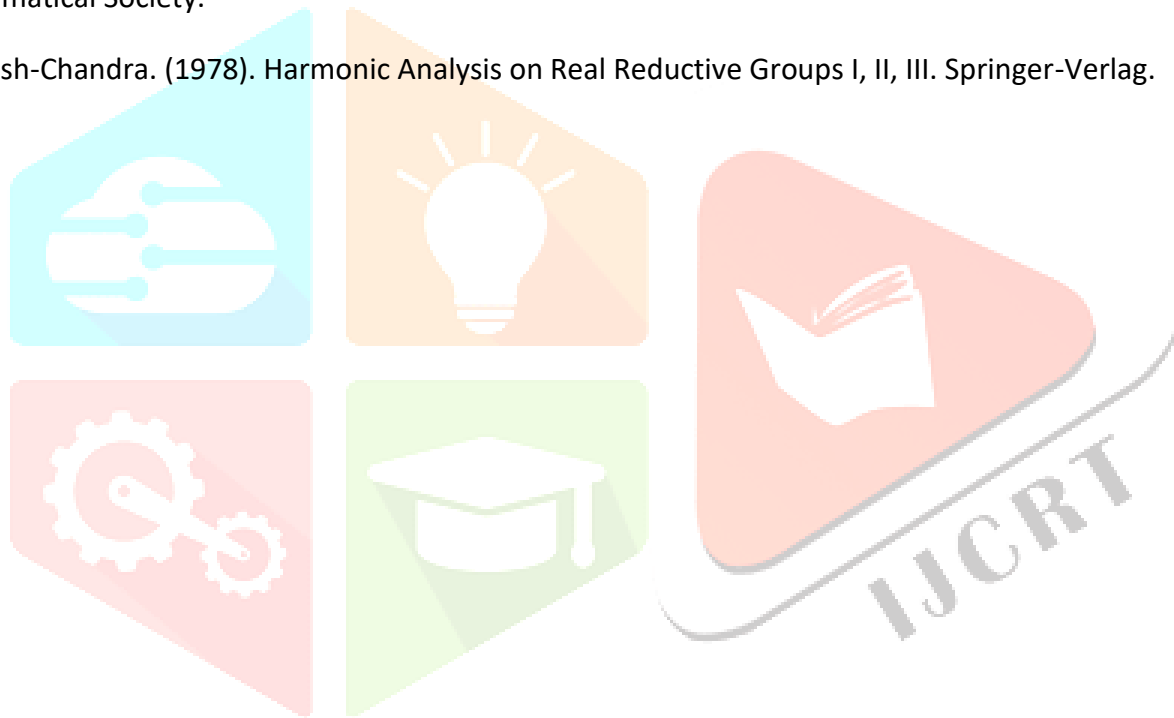 matical Society.
sh-Chandra. (1978). Harmonic Analysis on Real Reductive Groups I, II, III. Springer-Verlag.
IJCRT